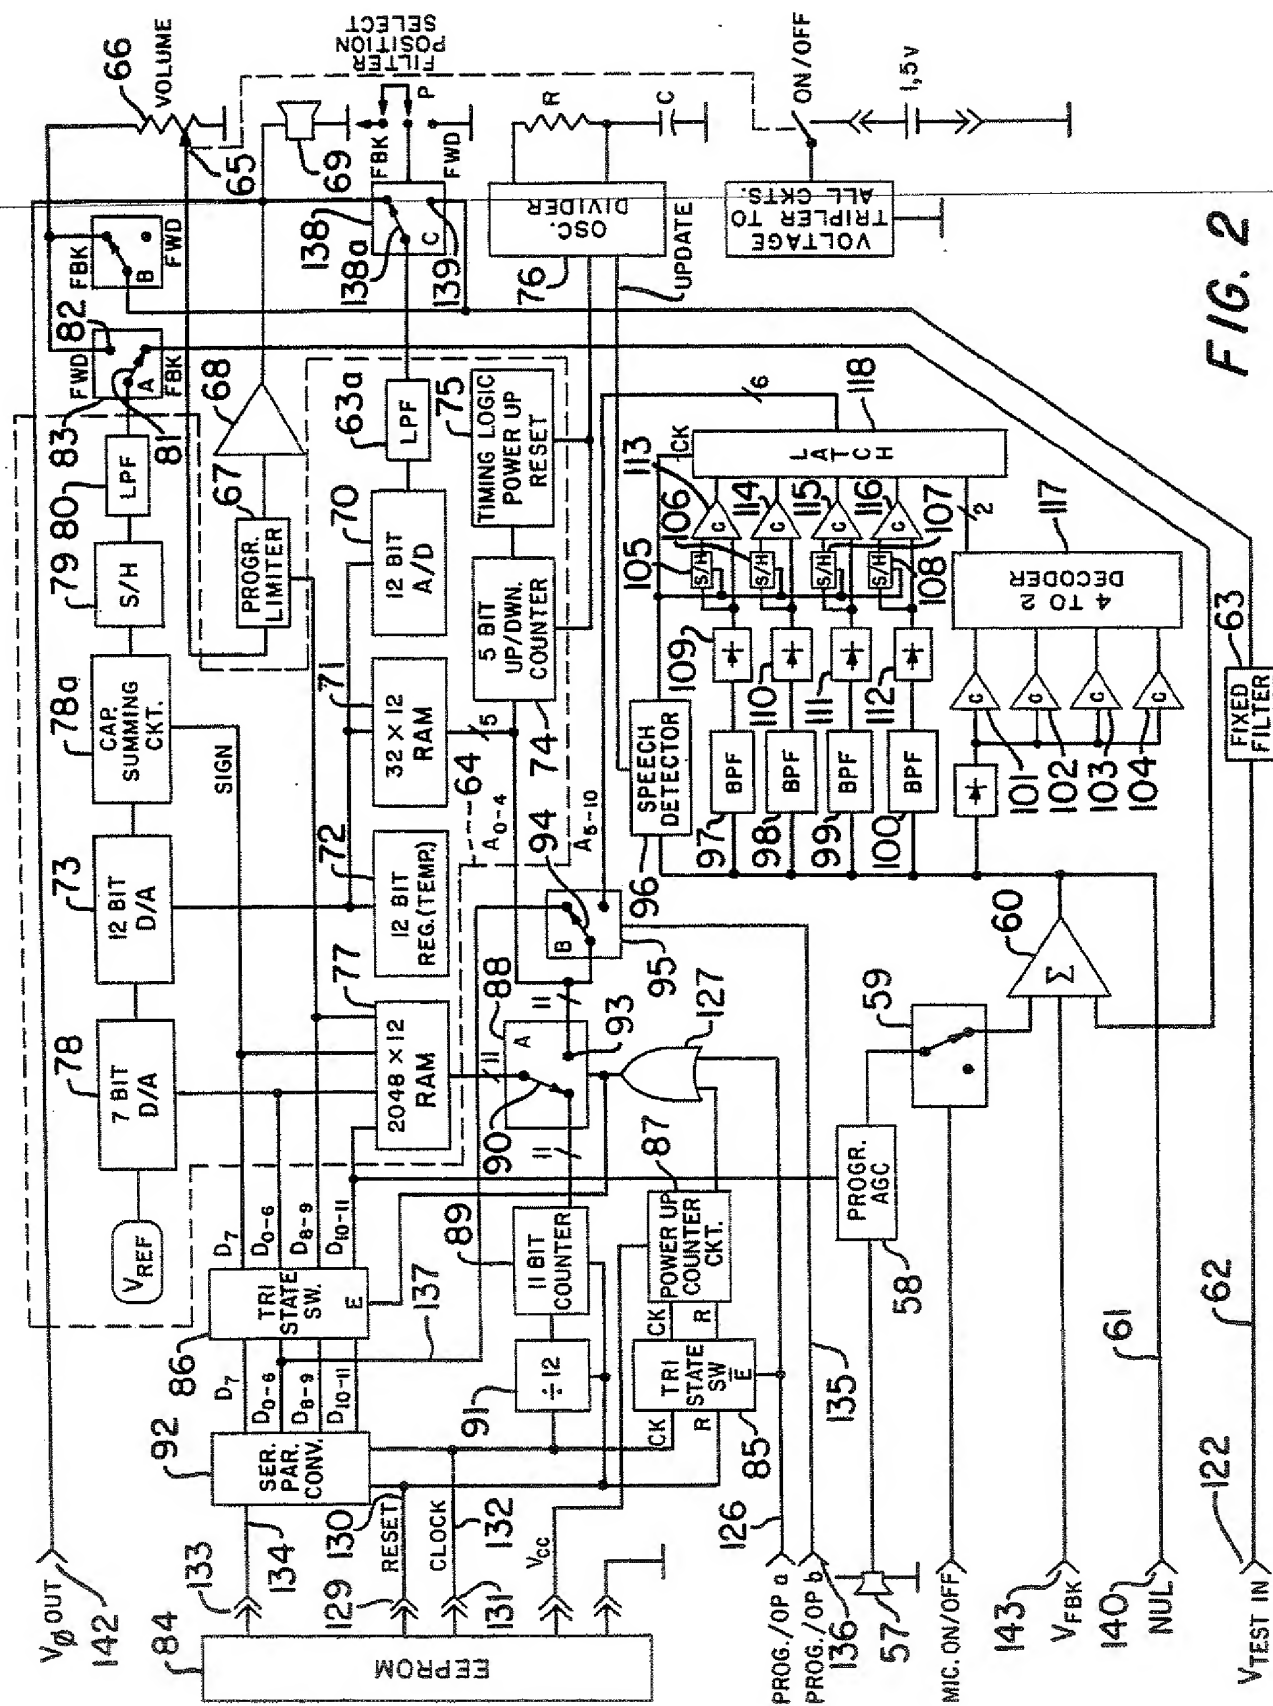 FIG. 2
V∅ OUT
142
84
EEPROM
133
134
129
130
RESET
CLOCK
131
132
VCC
92
SER.
PAR.
CONV.
D7
D0-6
D8-9
D10-11
86
TRI
STATE
SW.
E
D7
D0-6
D8-9
D10-11
137
VREF
78
7 BIT
D/A
73
12 BIT
D/A
78a
CAP.
SUMMING
CKT.
79
S/H
80
LPF
83
81
A
FWD
FBK
82
FBK
FWD
B
65
66
VOLUME
SIGN
67
PROGR.
LIMITER
68
69
77
2048 x 12
RAM
72
12 BIT
REG.(TEMP.)
71
32 x 12
RAM
64
5
70
12 BIT
A/D
63a
LPF
138
138a
139
C
FBK
FWD
P
FILTER
POSITION
SELECT
74
5 BIT
UP/DWN.
COUNTER
75
TIMING LOGIC
POWER UP
RESET
76
OSC.
DIVIDER
R
C
UPDATE
A0-4
A5-10
91
÷12
89
11 BIT
COUNTER
11
90
88
A
11
93
11
94
B
95
85
TRI
STATE
SW
E
CK
R
CK
R
87
POWER UP
COUNTER
CKT.
127
126
PROG./OP a
PROG./OP b
136
135
57
58
PROGR.
AGC
59
MIC. ON/OFF
60
Σ
143
VFBK
140
NUL
61
122
VTEST IN
62
63
FIXED
FILTER
96
SPEECH
DETECTOR
97
BPF
98
BPF
99
BPF
100
BPF
109
110
111
112
105
S/H
106
S/H
S/H
107
S/H
108
113
C
114
C
115
C
116
C
CK
LATCH
118
6
2
101
C
102
C
103
C
104
C
4 TO 2
DECODER
117
VOLTAGE
TRIPLER TO
ALL CKTS.
ON/OFF
1,5v